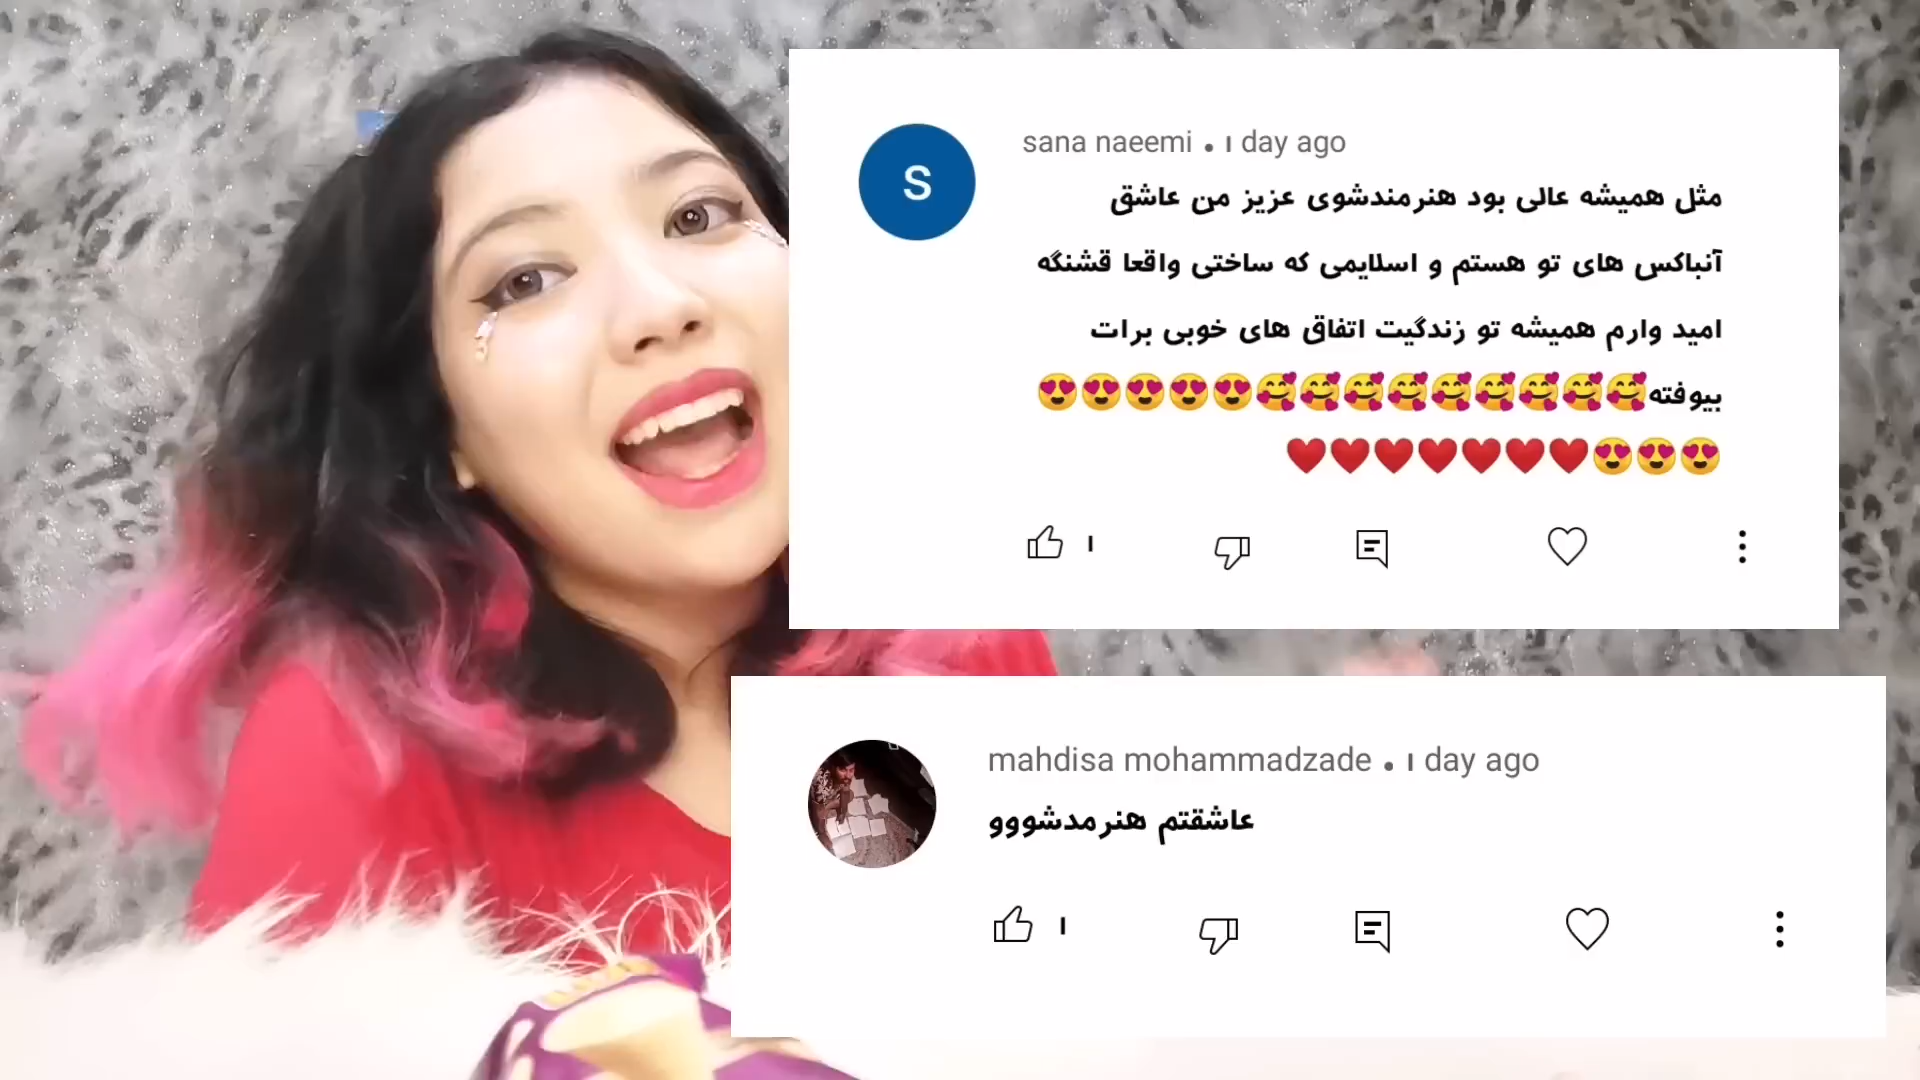 S
sana naeemi • ۱ day ago
مثل همیشه عالی بود هنرمندشوی عزیز من عاشق
آنباکس های تو هستم و اسلایمی که ساختی واقعا قشنگه
امید وارم همیشه تو زندگیت اتفاق های خوبی برات
بیوفته🥰🥰🥰🥰🥰🥰🥰🥰🥰😍😍😍😍😍
😍😍😍❤️❤️❤️❤️❤️❤️❤️
۱
mahdisa mohammadzade • ۱ day ago
عاشقتم هنرمدشووو
۱